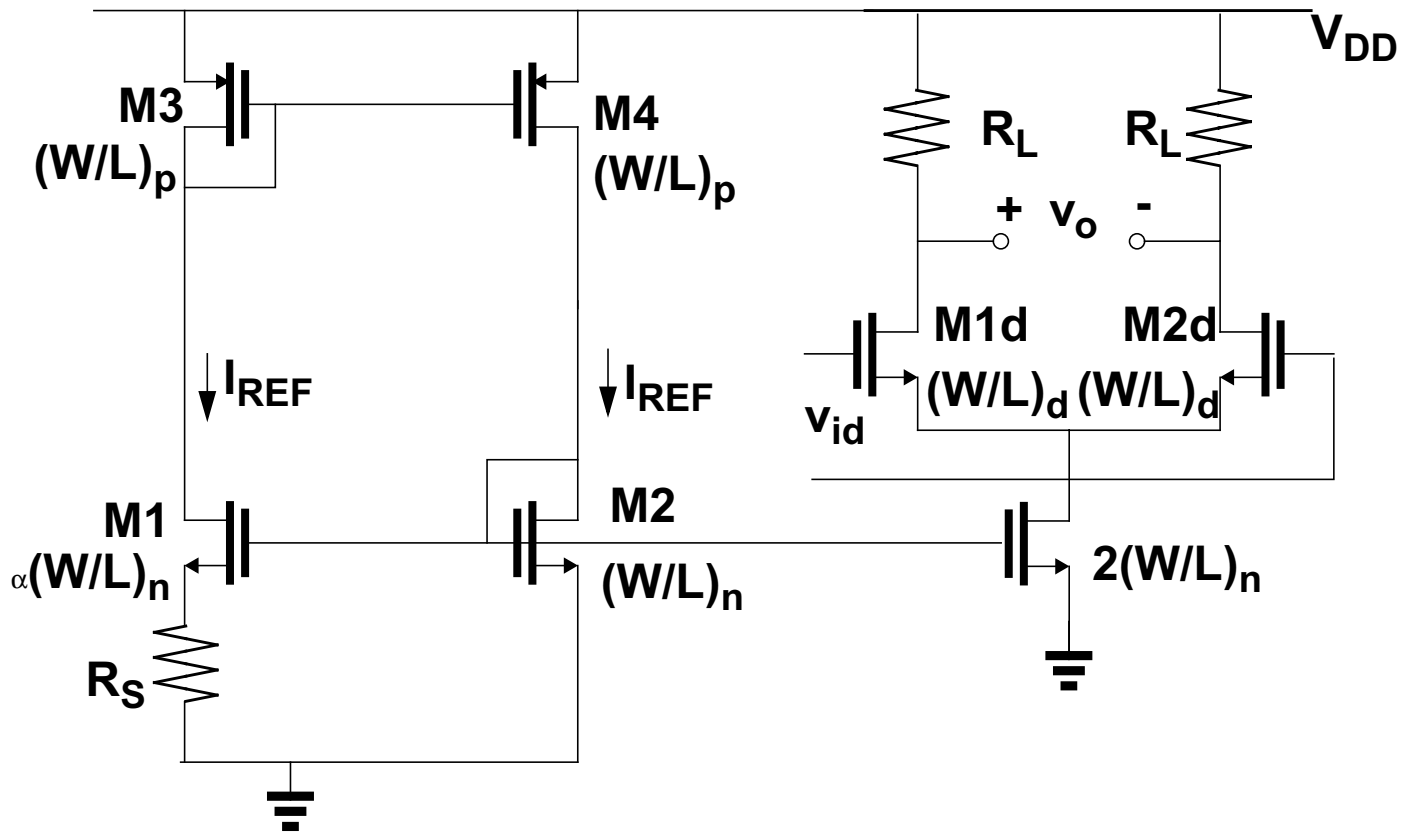 V_DD
M3
(W/L)_p
M4
(W/L)_p
R_L
R_L
+ v_o -
M1d
(W/L)_d
M2d
(W/L)_d
v_id
I_REF
I_REF
M1
α(W/L)_n
M2
(W/L)_n
2(W/L)_n
R_S